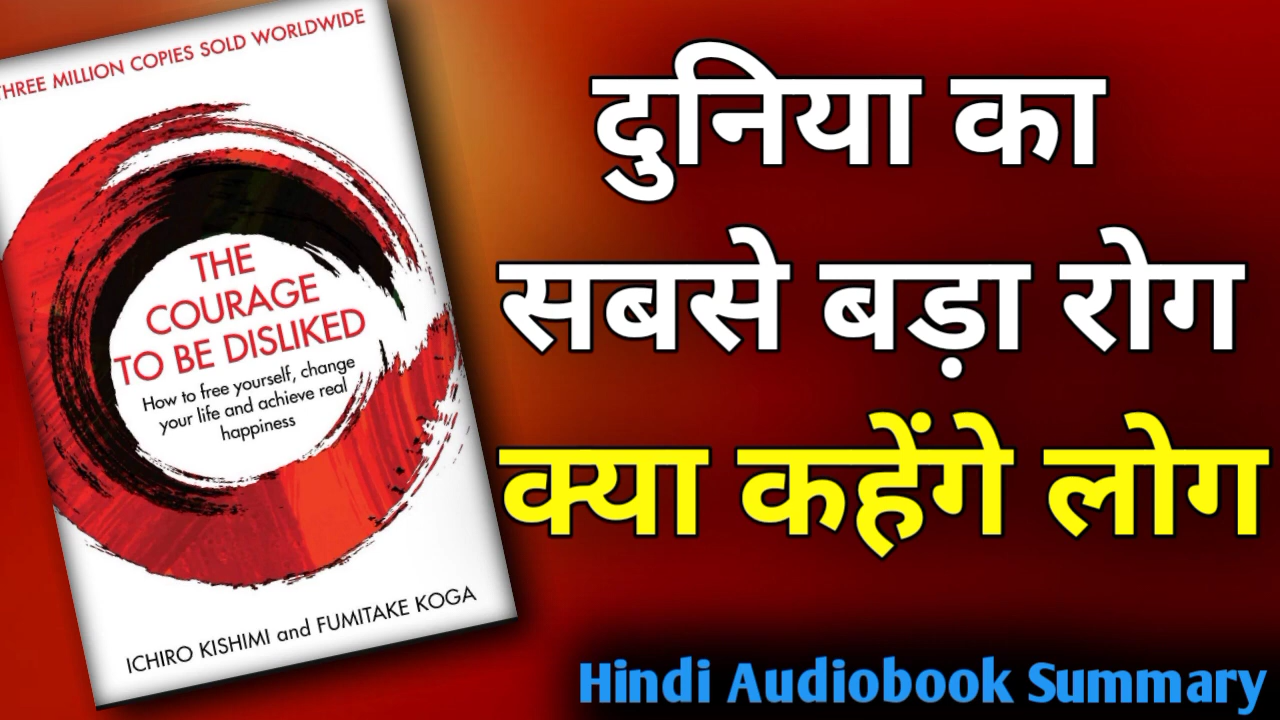 THREE MILLION COPIES SOLD WORLDWIDE
THE
COURAGE
TO BE DISLIKED
How to free yourself, change
your life and achieve real
happiness
ICHIRO KISHIMI and FUMITAKE KOGA
दुनिया का
सबसे बड़ा रोग
क्या कहेंगे लोग
Hindi Audiobook Summary